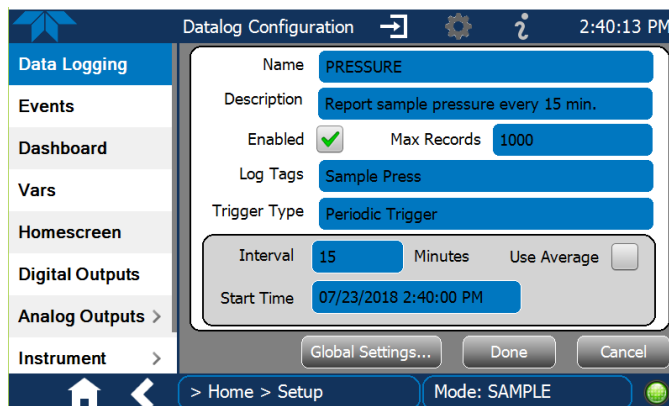 Datalog Configuration 2:40:13 PM
Data Logging
Events
Dashboard
Vars
Homescreen
Digital Outputs
Analog Outputs >
Instrument >
Name PRESSURE
Description Report sample pressure every 15 min.
Enabled Max Records 1000
Log Tags Sample Press
Trigger Type Periodic Trigger
Interval 15 Minutes Use Average
Start Time 07/23/2018 2:40:00 PM
Global Settings... Done Cancel
> Home > Setup Mode: SAMPLE